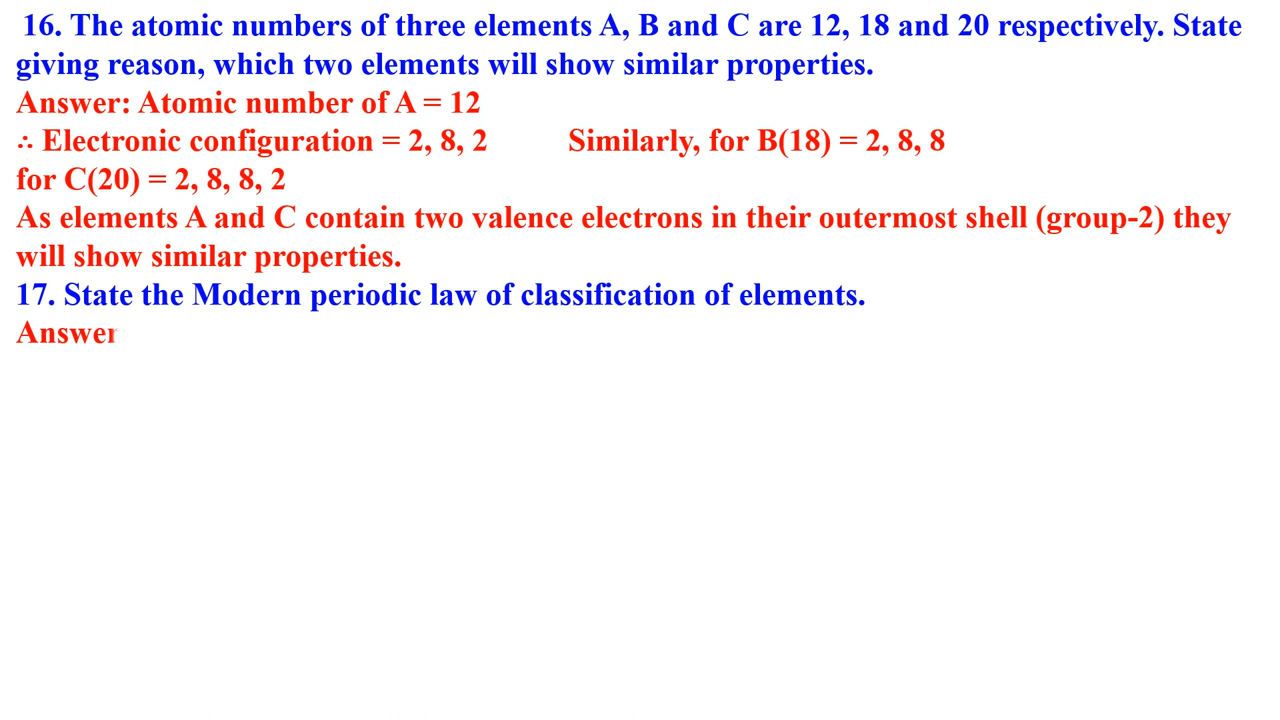 16. The atomic numbers of three elements A, B and C are 12, 18 and 20 respectively. State
giving reason, which two elements will show similar properties.
Answer: Atomic number of A = 12
∴ Electronic configuration = 2, 8, 2 Similarly, for B(18) = 2, 8, 8
for C(20) = 2, 8, 8, 2
As elements A and C contain two valence electrons in their outermost shell (group-2) they
will show similar properties.
17. State the Modern periodic law of classification of elements.
Answer